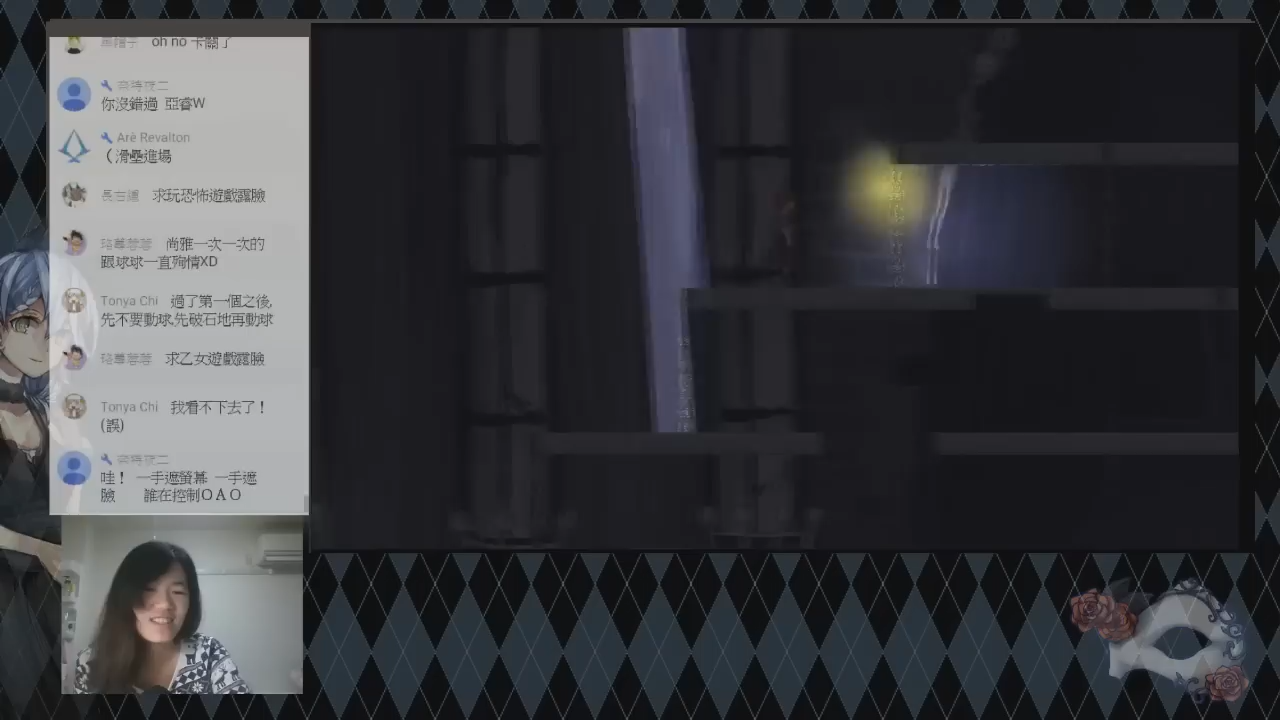 oh no 卡關了
你沒錯過 亞睿W
Arè Revalton
（滑壘進場
求玩恐怖遊戲露臉
尚雅一次一次的
跟球球一直殉情XD
Tonya Chi 過了第一個之後,
先不要動球,先破石地再動球
求乙女遊戲露臉
Tonya Chi 我看不下去了！
(誤)
哇！ 一手遮螢幕 一手遮
臉 誰在控制ＯＡＯ